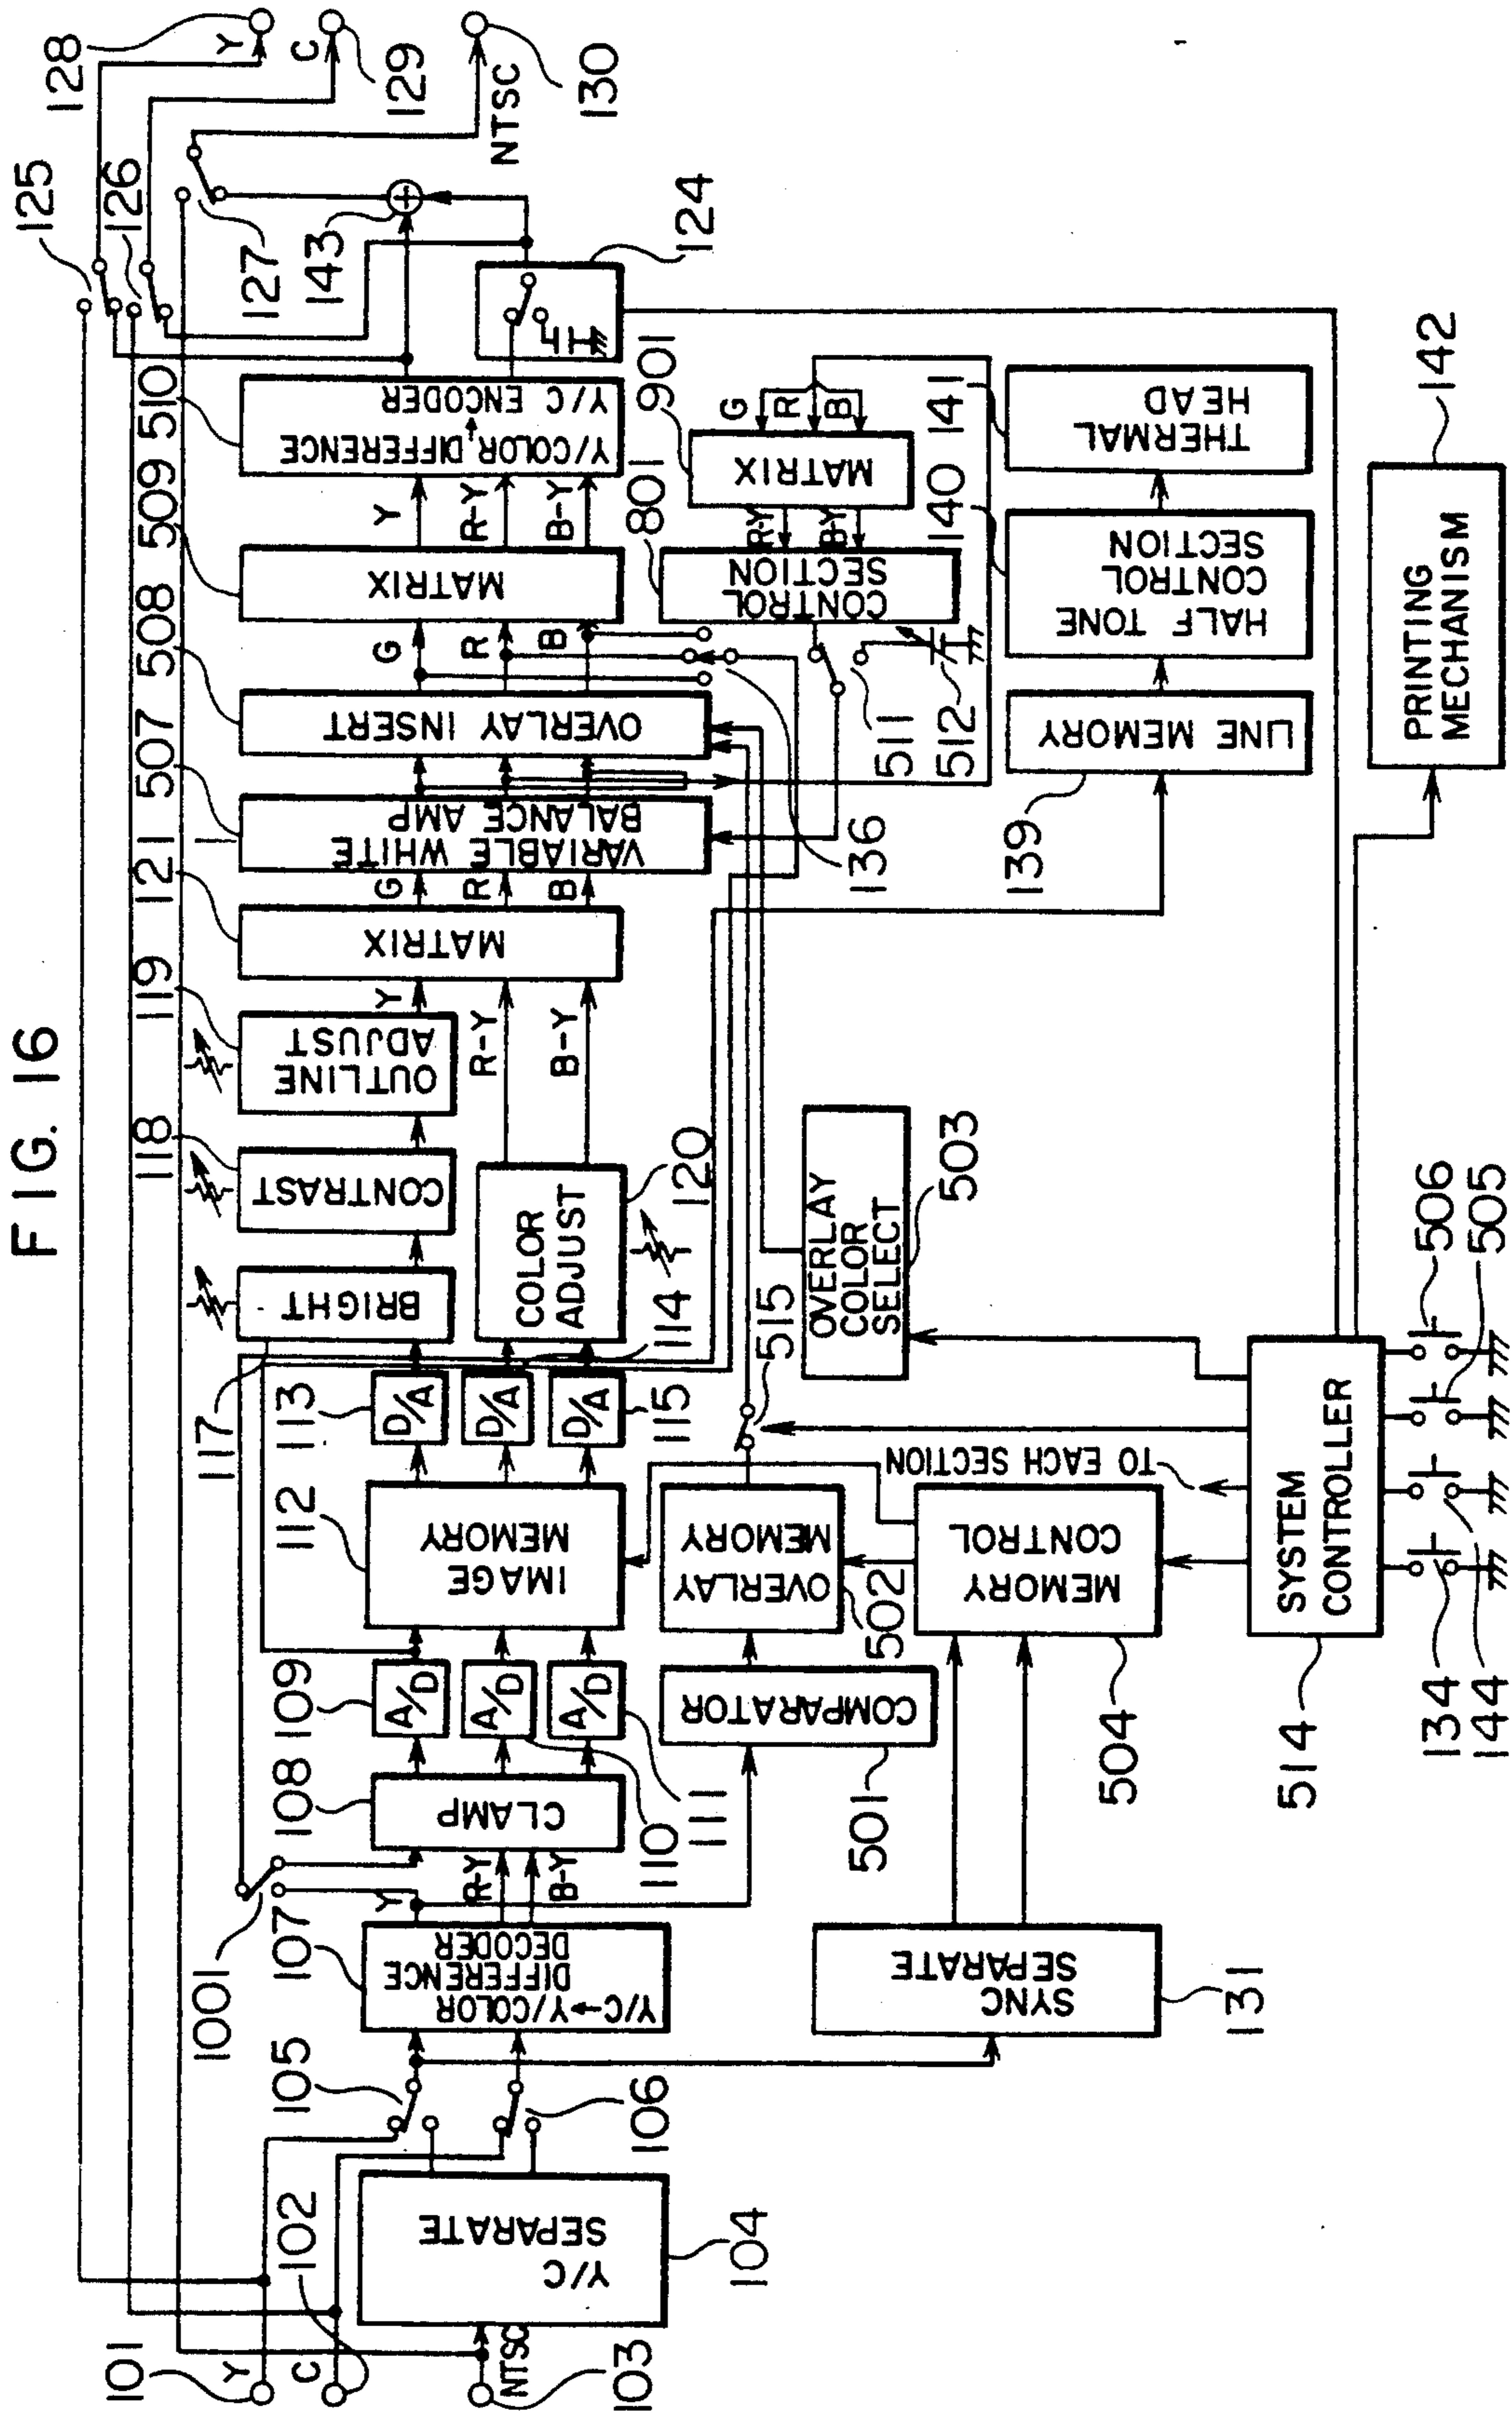 FIG. 16
101
Y
102
C
103
NTSC
104
Y/C
SEPARATE
105
106
107
Y/C→Y/COLOR
DIFFERENCE
DECODER
1001
Y
R-Y
B-Y
108
CLAMP
109
A/D
110
A/D
111
A/D
112
IMAGE
MEMORY
113
D/A
114
D/A
115
D/A
117
BRIGHT
118
CONTRAST
119
OUTLINE
ADJUST
120
COLOR
ADJUST
Y
R-Y
B-Y
121
MATRIX
G
R
B
507
VARIABLE WHITE
BALANCE AMP
508
OVERLAY INSERT
G
R
B
509
MATRIX
Y
R-Y
B-Y
510
Y/COLOR DIFFERENCE
→
Y/C ENCODER
124
143
125
126
127
128
Y
129
C
130
NTSC
131
SYNC
SEPARATE
501
COMPARATOR
502
OVERLAY
MEMORY
504
MEMORY
CONTROL
515
503
OVERLAY
COLOR
SELECT
TO EACH SECTION
514
SYSTEM
CONTROLLER
134
144
505
506
136
511
512
801
CONTROL
SECTION
R-Y
B-Y
901
MATRIX
G
R
B
139
LINE MEMORY
140
HALF TONE
CONTROL
SECTION
141
THERMAL
HEAD
142
PRINTING
MECHANISM